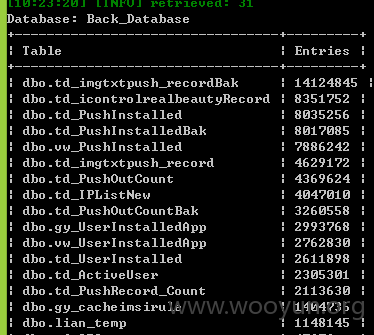 [10:23:20] [INFO] retrieved: 31
Database: Back_Database
+--------------------------------+----------+
| Table | Entries |
+--------------------------------+----------+
| dbo.td_imgtxtpush_recordBak | 14124845 |
| dbo.td_icontrolrealbeautyRecord | 8351752 |
| dbo.td_PushInstalled | 8035256 |
| dbo.td_PushInstalledBak | 8017085 |
| dbo.vw_PushInstalled | 7886242 |
| dbo.td_imgtxtpush_record | 4629172 |
| dbo.td_PushOutCount | 4369624 |
| dbo.td_IPListNew | 4047010 |
| dbo.td_PushOutCountBak | 3260558 |
| dbo.gy_UserInstalledApp | 2993768 |
| dbo.vw_UserInstalledApp | 2762830 |
| dbo.td_UserInstalled | 2611898 |
| dbo.td_ActiveUser | 2305301 |
| dbo.td_PushRecord_Count | 2113630 |
| dbo.gy_cacheimsirule | 1404735 |
| dbo.lian_temp | 1148145 |
www.wooyun.org